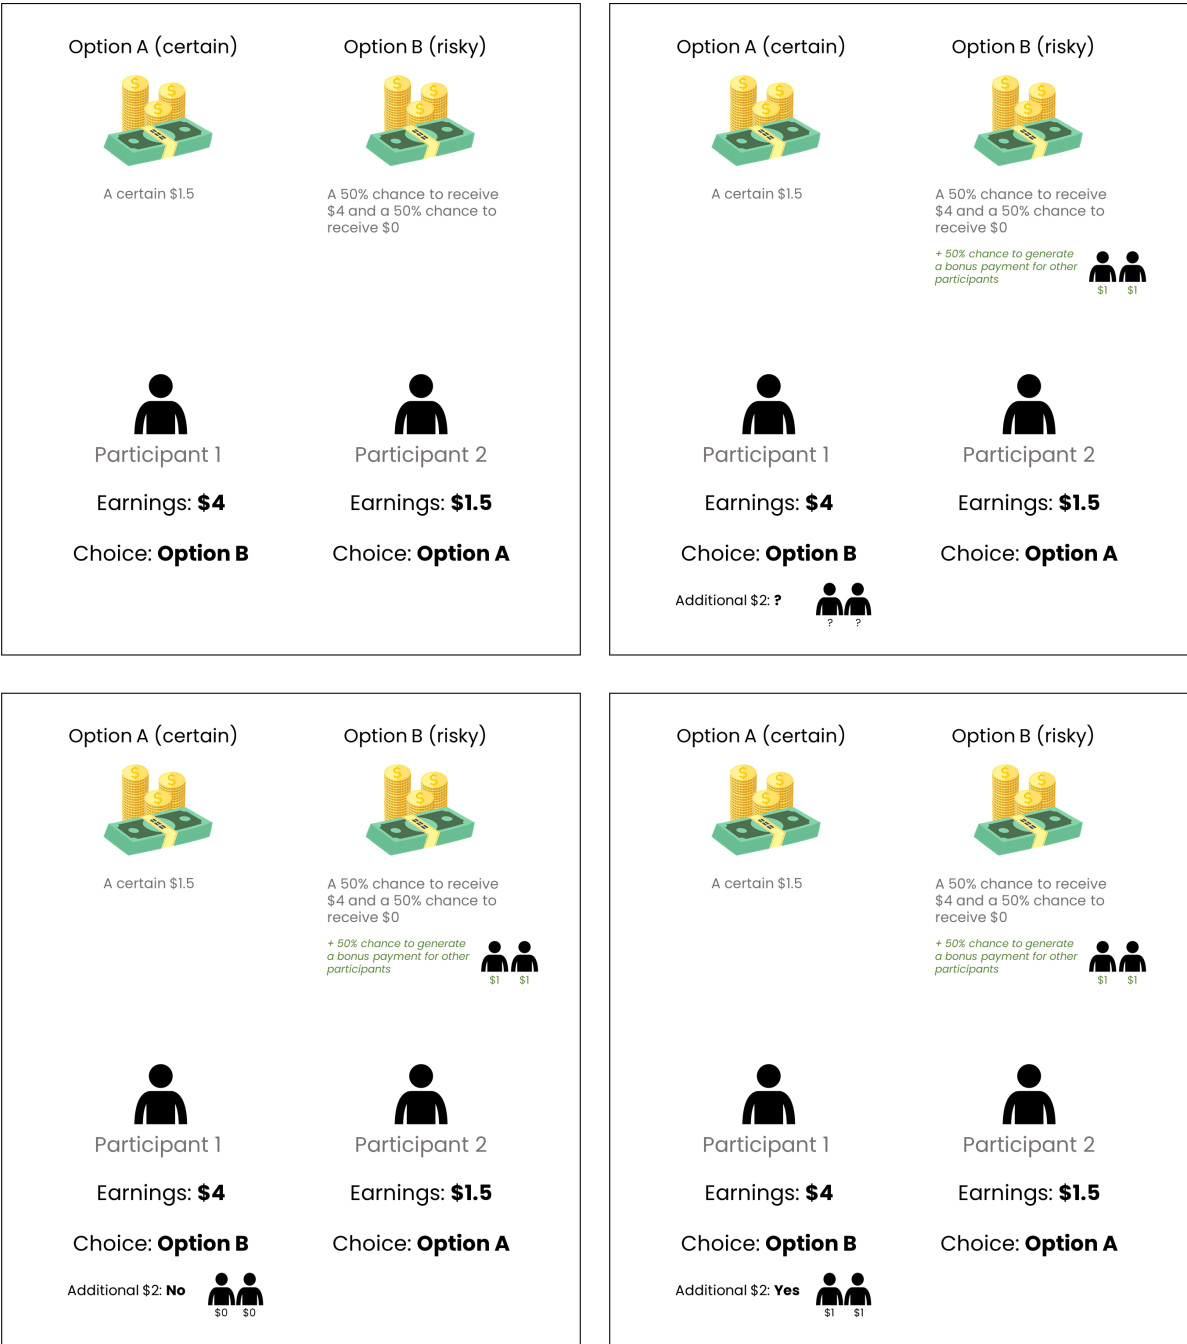 Option A (certain)
Option B (risky)
A certain $1.5
A 50% chance to receive
$4 and a 50% chance to
receive $0
Participant 1
Participant 2
Earnings: $4
Earnings: $1.5
Choice: Option B
Choice: Option A
Option A (certain)
Option B (risky)
A certain $1.5
A 50% chance to receive
$4 and a 50% chance to
receive $0
+ 50% chance to generate
a bonus payment for other
participants
$1 $1
Participant 1
Participant 2
Earnings: $4
Earnings: $1.5
Choice: Option B
Choice: Option A
Additional $2: ?
? ?
Option A (certain)
Option B (risky)
A certain $1.5
A 50% chance to receive
$4 and a 50% chance to
receive $0
+ 50% chance to generate
a bonus payment for other
participants
$1 $1
Participant 1
Participant 2
Earnings: $4
Earnings: $1.5
Choice: Option B
Choice: Option A
Additional $2: No
$0 $0
Option A (certain)
Option B (risky)
A certain $1.5
A 50% chance to receive
$4 and a 50% chance to
receive $0
+ 50% chance to generate
a bonus payment for other
participants
$1 $1
Participant 1
Participant 2
Earnings: $4
Earnings: $1.5
Choice: Option B
Choice: Option A
Additional $2: Yes
$1 $1